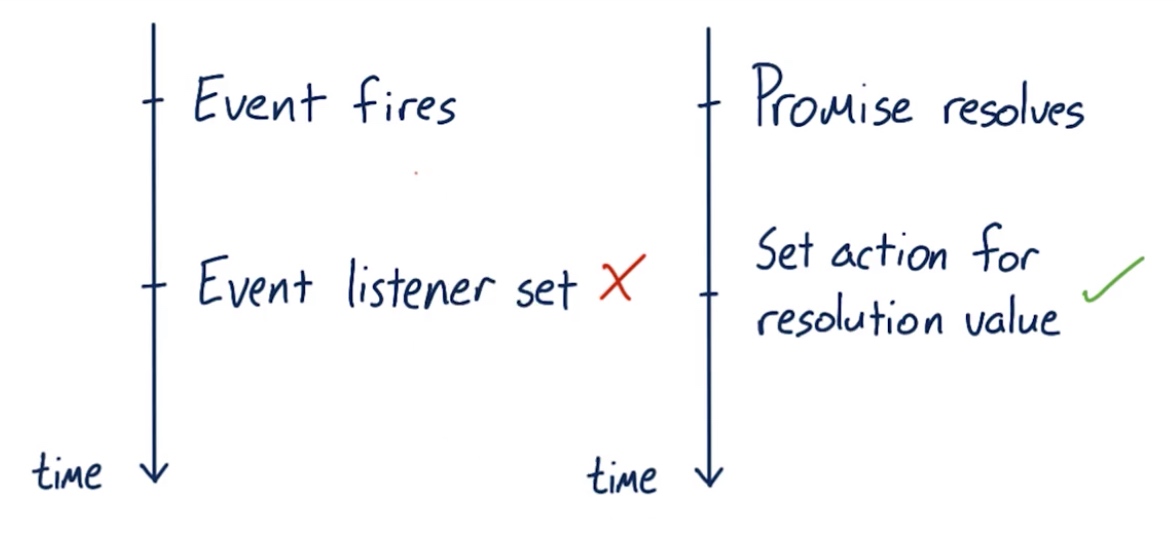 Event fires
Event listener set
time
Promise resolves
Set action for
resolution value
time